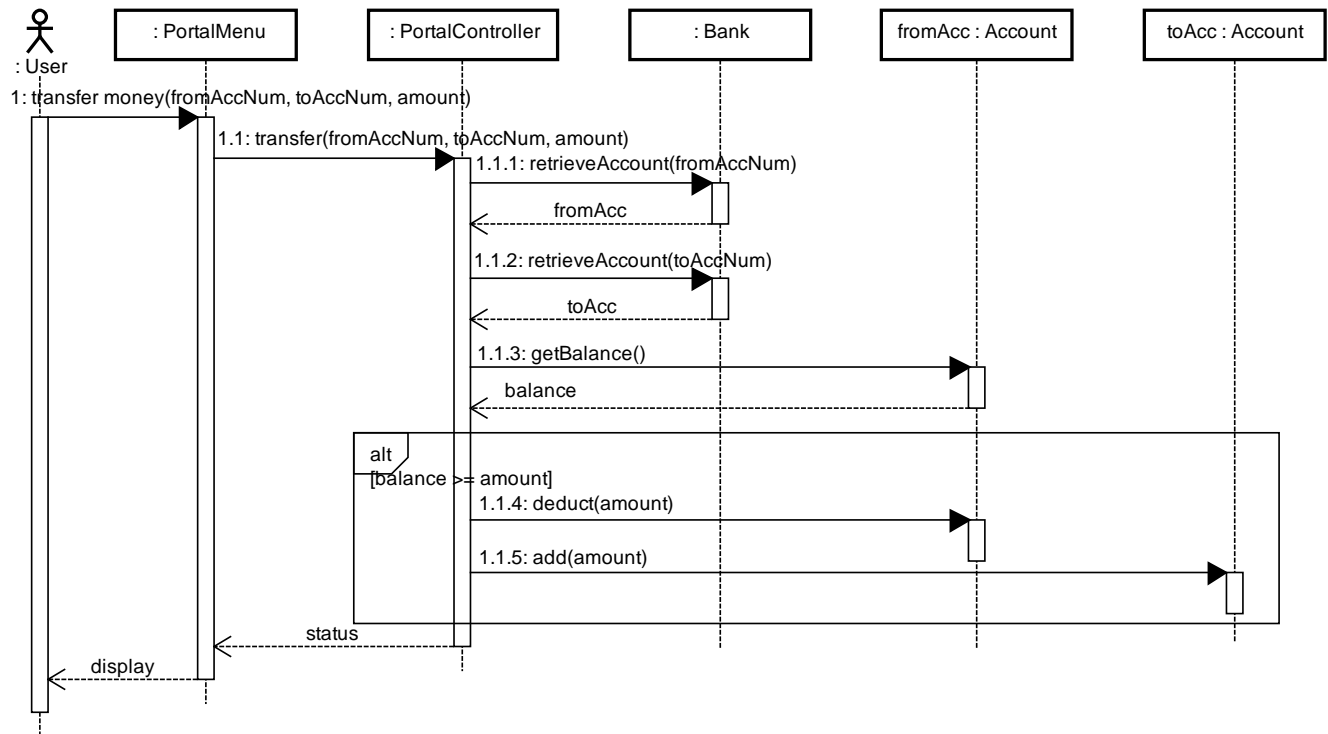 : PortalMenu
: PortalController
: Bank
fromAcc : Account
toAcc : Account
: User
1: transfer money(fromAccNum, toAccNum, amount)
1.1: transfer(fromAccNum, toAccNum, amount)
1.1.1: retrieveAccount(fromAccNum)
fromAcc
1.1.2: retrieveAccount(toAccNum)
toAcc
1.1.3: getBalance()
balance
alt
[balance >= amount]
1.1.4: deduct(amount)
1.1.5: add(amount)
status
display